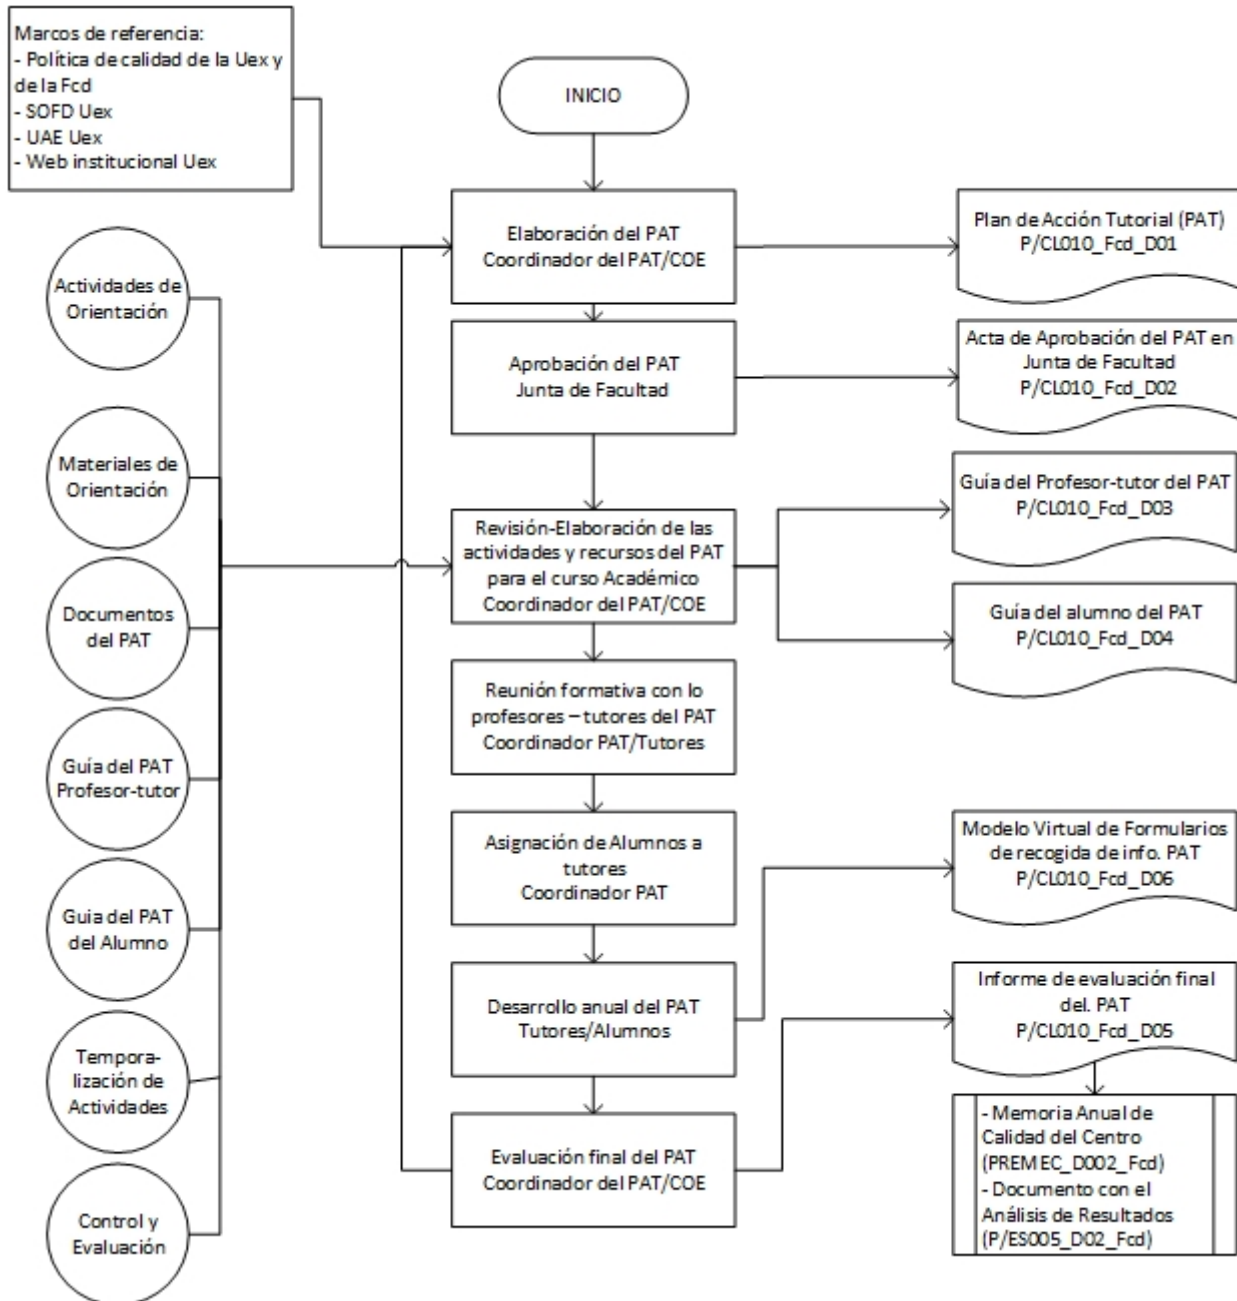 Marcos de referencia:
- Política de calidad de la Uex y
de la Fcd
- SOFD Uex
- UAE Uex
- Web institucional Uex
INICIO
Elaboración del PAT
Coordinador del PAT/COE
Plan de Acción Tutorial (PAT)
P/CL010_Fcd_D01
Actividades de
Orientación
Aprobación del PAT
Junta de Facultad
Acta de Aprobación del PAT en
Junta de Facultad
P/CL010_Fcd_D02
Materiales de
Orientación
Revisión-Elaboración de las
actividades y recursos del PAT
para el curso Académico
Coordinador del PAT/COE
Guía del Profesor-tutor del PAT
P/CL010_Fcd_D03
Guía del alumno del PAT
P/CL010_Fcd_D04
Documentos
del PAT
Reunión formativa con lo
profesores – tutores del PAT
Coordinador PAT/Tutores
Guía del PAT
Profesor-tutor
Asignación de Alumnos a
tutores
Coordinador PAT
Modelo Virtual de Formularios
de recogida de info. PAT
P/CL010_Fcd_D06
Guia del PAT
del Alumno
Desarrollo anual del PAT
Tutores/Alumnos
Informe de evaluación final
del. PAT
P/CL010_Fcd_D05
Tempora-
lización de
Actividades
Evaluación final del PAT
Coordinador del PAT/COE
- Memoria Anual de
Calidad del Centro
(PREMEC_D002_Fcd)
- Documento con el
Análisis de Resultados
(P/ES005_D02_Fcd)
Control y
Evaluación